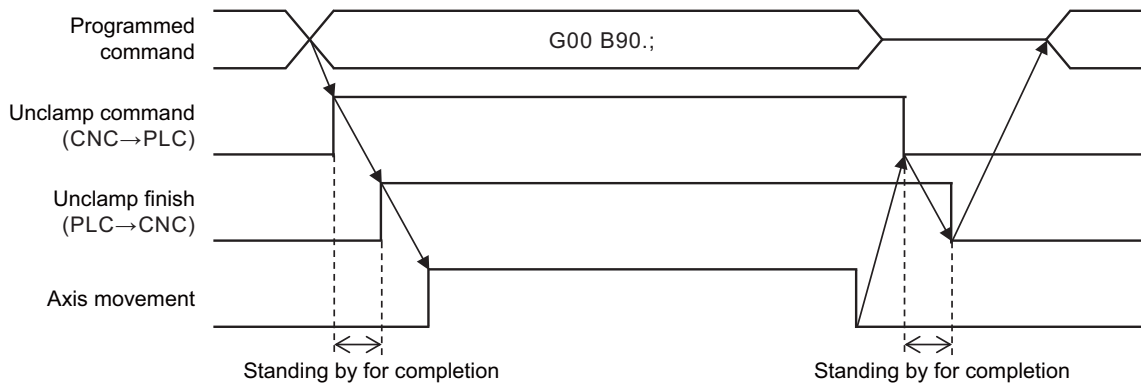 Programmed
command
G00 B90.;
Unclamp command
(CNC→PLC)
Unclamp finish
(PLC→CNC)
Axis movement
Standing by for completion
Standing by for completion